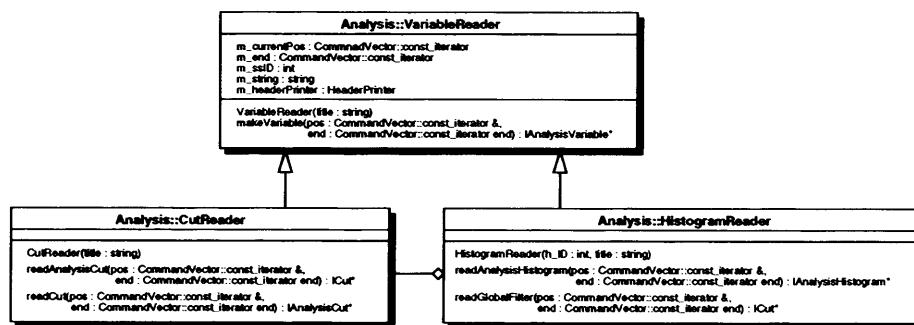 Analysis::VariableReader
m_currentPos : CommnadVector::const_iterator
m_end : CommandVector::const_iterator
m_ssID : int
m_string : string
m_headerPrinter : HeaderPrinter
VariableReader(title : string)
makeVariable(pos : CommandVector::const_iterator &,
end : CommandVector::const_iterator end) : IAnalysisVariable*
Analysis::CutReader
CutReader(title : string)
readAnalysisCut(pos : CommandVector::const_iterator &,
end : CommandVector::const_iterator end) : ICut*
readCut(pos : CommandVector::const_iterator &,
end : CommandVector::const_iterator end) : IAnalysisCut*
Analysis::HistogramReader
HistogramReader(h_ID : int, title : string)
readAnalysisHistogram(pos : CommandVector::const_iterator &,
end : CommandVector::const_iterator end) : IAnalysisHistogram*
readGlobalFilter(pos : CommandVector::const_iterator &,
end : CommandVector::const_iterator end) : ICut*